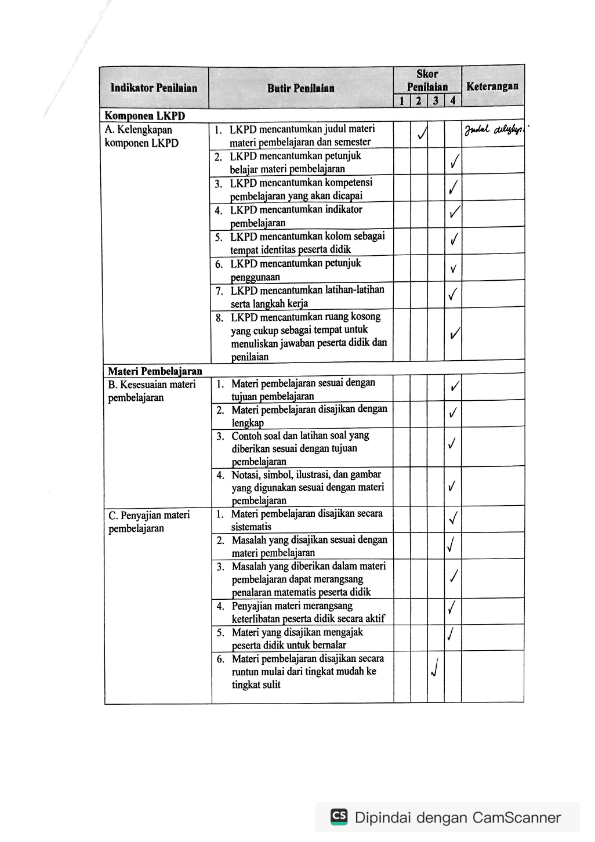 Indikator Penilaian
Butir Penilaian
Skor
Penilaian
Keterangan
1 2 3 4
Komponen LKPD
A. Kelengkapan
komponen LKPD
1. LKPD mencantumkan judul materi
materi pembelajaran dan semester
✓
Judul
2. LKPD mencantumkan petunjuk
belajar materi pembelajaran
✓
3. LKPD mencantumkan kompetensi
pembelajaran yang akan dicapai
✓
4. LKPD mencantumkan indikator
pembelajaran
✓
5. LKPD mencantumkan kolom sebagai
tempat identitas peserta didik
✓
6. LKPD mencantumkan petunjuk
penggunaan
✓
7. LKPD mencantumkan latihan-latihan
serta langkah kerja
✓
8. LKPD mencantumkan ruang kosong
yang cukup sebagai tempat untuk
menuliskan jawaban peserta didik dan
penilaian
✓
Materi Pembelajaran
B. Kesesuaian materi
pembelajaran
1. Materi pembelajaran sesuai dengan
tujuan pembelajaran
✓
2. Materi pembelajaran disajikan dengan
lengkap
✓
3. Contoh soal dan latihan soal yang
diberikan sesuai dengan tujuan
pembelajaran
✓
4. Notasi, simbol, ilustrasi, dan gambar
yang digunakan sesuai dengan materi
pembelajaran
✓
C. Penyajian materi
pembelajaran
1. Materi pembelajaran disajikan secara
sistematis
✓
2. Masalah yang disajikan sesuai dengan
materi pembelajaran
✓
3. Masalah yang diberikan dalam materi
pembelajaran dapat merangsang
penalaran matematis peserta didik
✓
4. Penyajian materi merangsang
keterlibatan peserta didik secara aktif
✓
5. Materi yang disajikan mengajak
peserta didik untuk bernalar
✓
6. Materi pembelajaran disajikan secara
runtun mulai dari tingkat mudah ke
tingkat sulit
✓
CS Dipindai dengan CamScanner